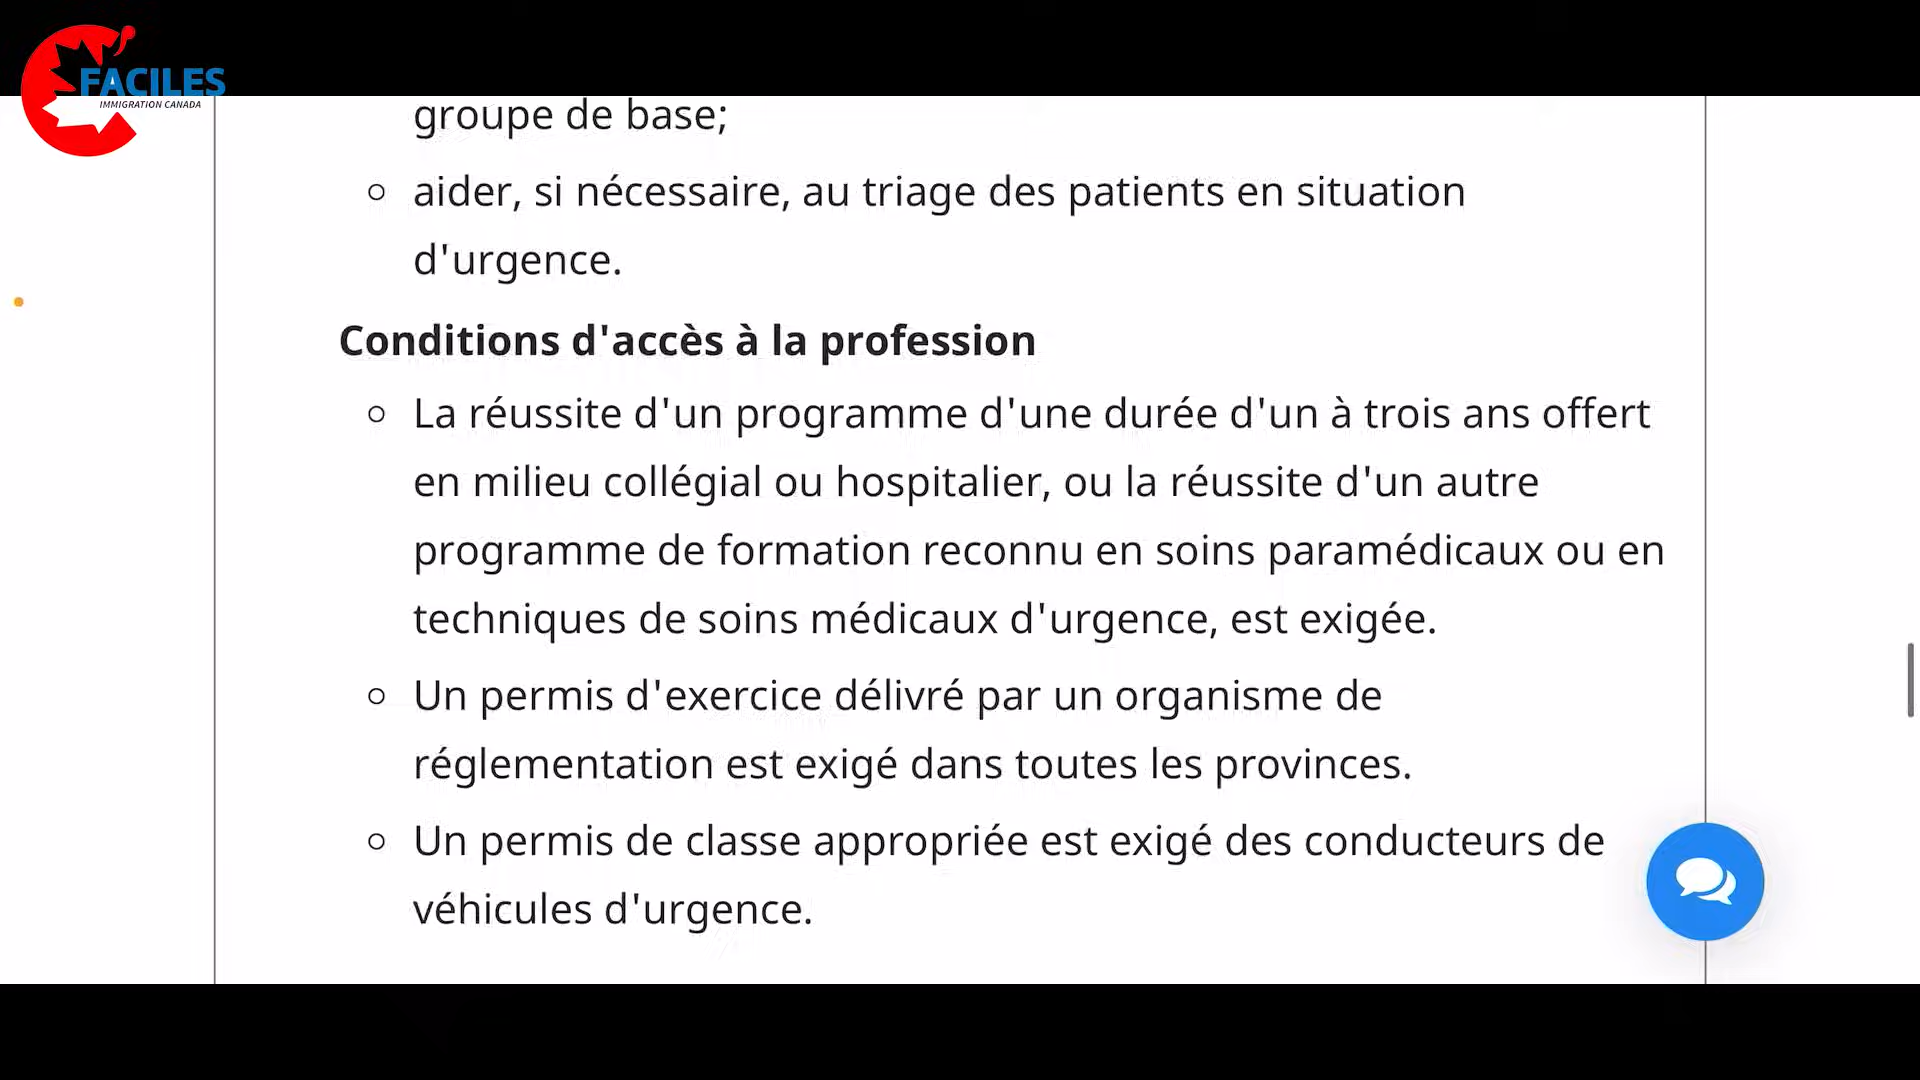 FACILES
IMMIGRATION CANADA
groupe de base;
aider, si nécessaire, au triage des patients en situation
d'urgence.
Conditions d'accès à la profession
La réussite d'un programme d'une durée d'un à trois ans offert
en milieu collégial ou hospitalier, ou la réussite d'un autre
programme de formation reconnu en soins paramédicaux ou en
techniques de soins médicaux d'urgence, est exigée.
Un permis d'exercice délivré par un organisme de
réglementation est exigé dans toutes les provinces.
Un permis de classe appropriée est exigé des conducteurs de
véhicules d'urgence.